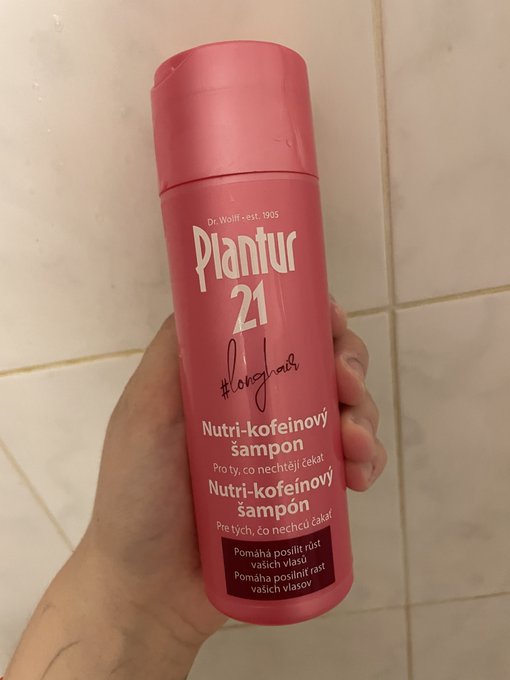 Dr. Wolff • est. 1905
Plantur
21
#longhair
Nutri-kofeinový
šampon
Pro ty, co nechtějí čekat
Nutri-kofeínový
šampón
Pre tých, čo nechcú čakať
Pomáhá posílit růst
vašich vlasů
Pomáha posilniť rast
vašich vlasov